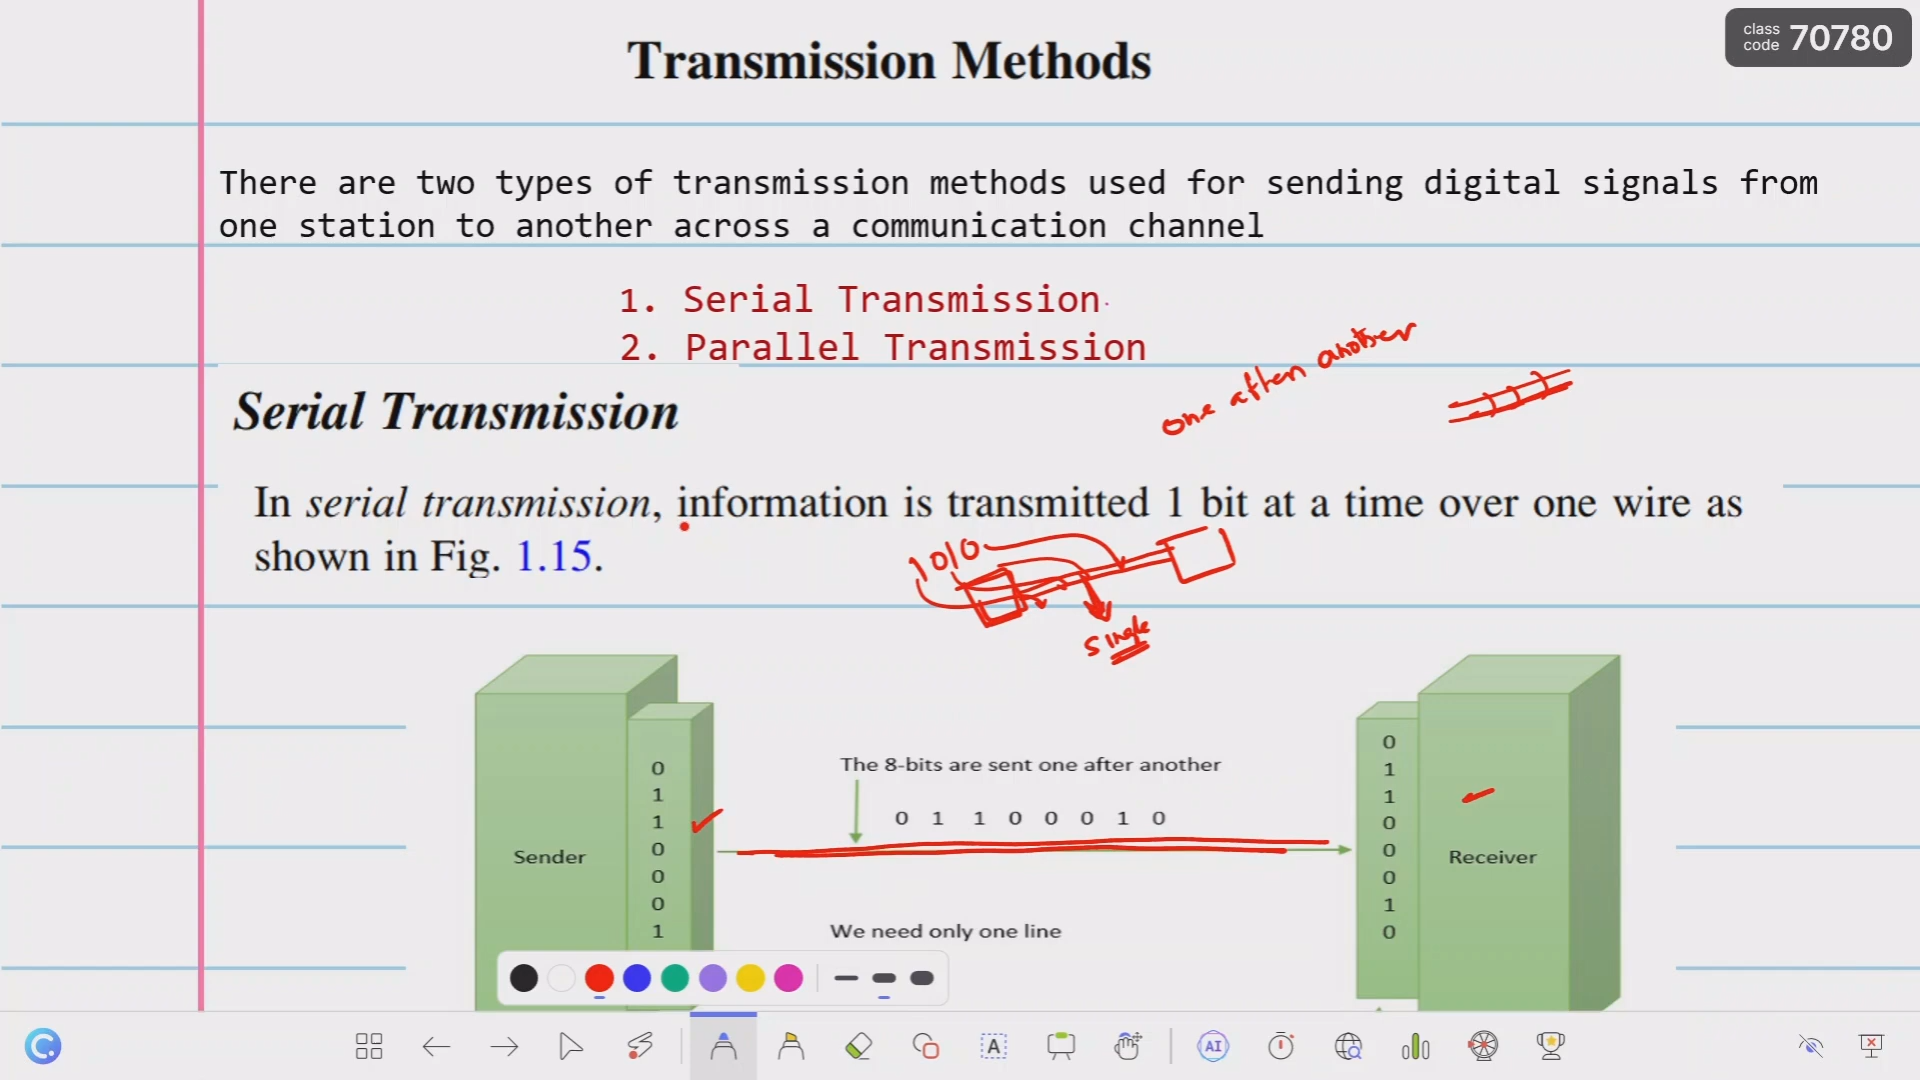 Transmission Methods
class code 70780
There are two types of transmission methods used for sending digital signals from
one station to another across a communication channel
1. Serial Transmission
2. Parallel Transmission
one after another
Serial Transmission
In serial transmission, information is transmitted 1 bit at a time over one wire as
shown in Fig. 1.15.
1010
single
The 8-bits are sent one after another
0 1 1 0 0 0 1 0
Sender
0
1
1
0
0
0
1
Receiver
0
1
1
0
0
0
1
0
We need only one line
A
AI